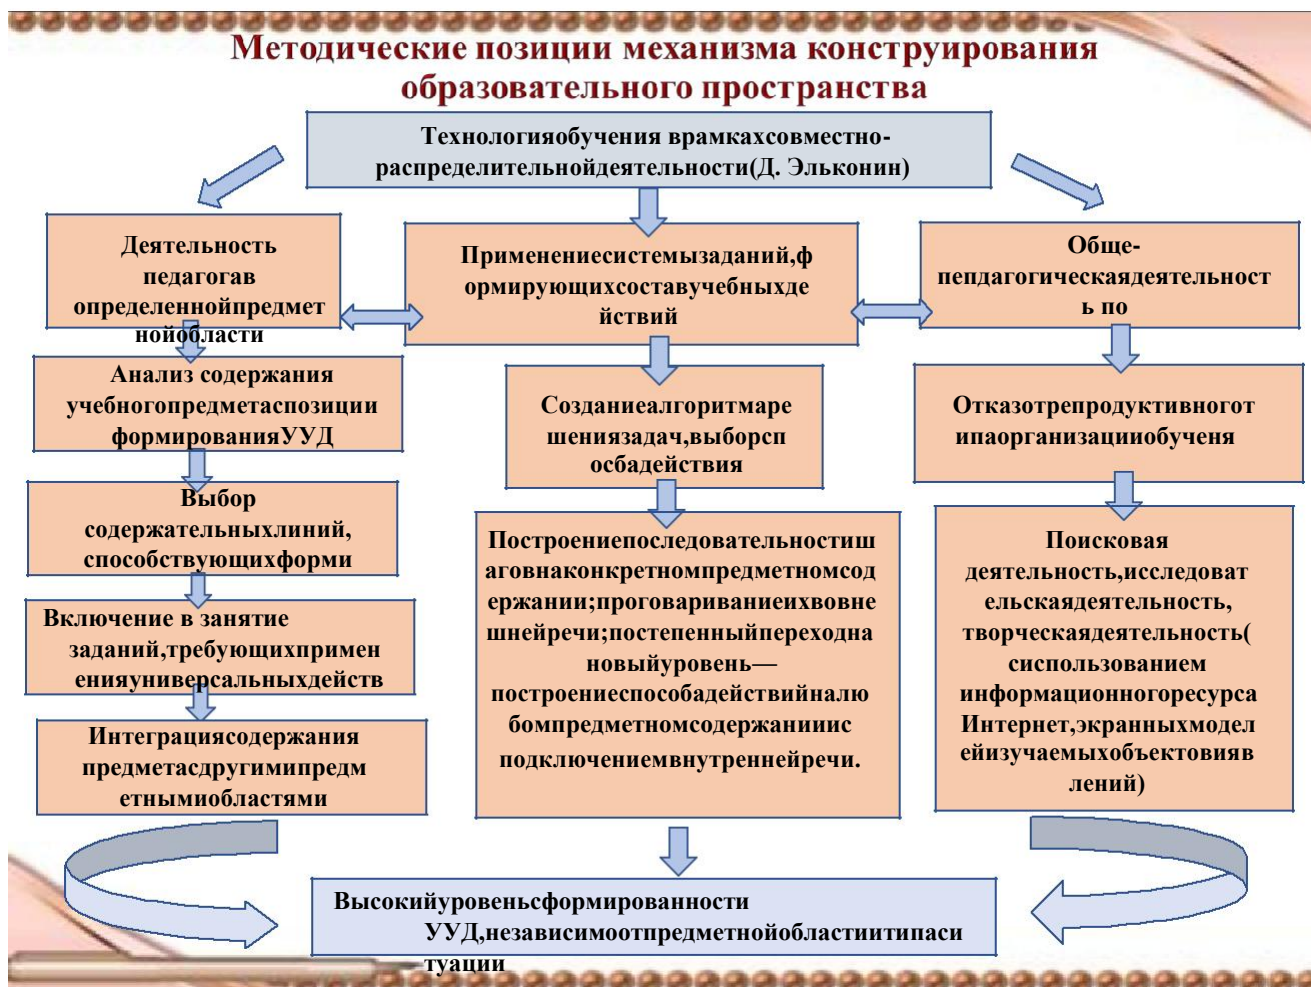 Методические позиции механизма конструирования
образовательного пространства
Технологияобучения врамкахсовместно-
распределительнойдеятельности(Д. Эльконин)
Деятельность
педагогав
определеннойпредмет
нойобласти
Применениесистемызаданий,ф
ормирующихсоставучебныхде
йствий
Обще-
пепдагогическаядеятельност
ь по
Анализ содержания
учебногопредметаспозиции
формированияУУД
Созданиеалгоритмаре
шениязадач,выборсп
осбадействия
Отказотрепродуктивногот
ипаорганизацииобученя
Выбор
содержательныхлиний,
способствующихформи
Построениепоследовательностиш
аговнаконкретномпредметномсод
ержании;проговариваниеихвовне
шнейречи;постепенныйпереходна
новыйуровень—
построениеспособадействийналю
бомпредметномсодержаниииис
подключениемвнутреннейречи.
Поисковая
деятельность,исследоват
ельскаядеятельность,
творческаядеятельность(
сиспользованием
информационногоресурса
Интернет,экранныхмодел
ейизучаемыхобъектовияв
лений)
Включение в занятие
заданий,требующихпримен
енияуниверсальныхдейств
Интеграциясодержания
предметасдругимипредм
етнымиобластями
Высокийуровеньсформированности
УУД,независимоотпредметнойобластиитипаси
туации